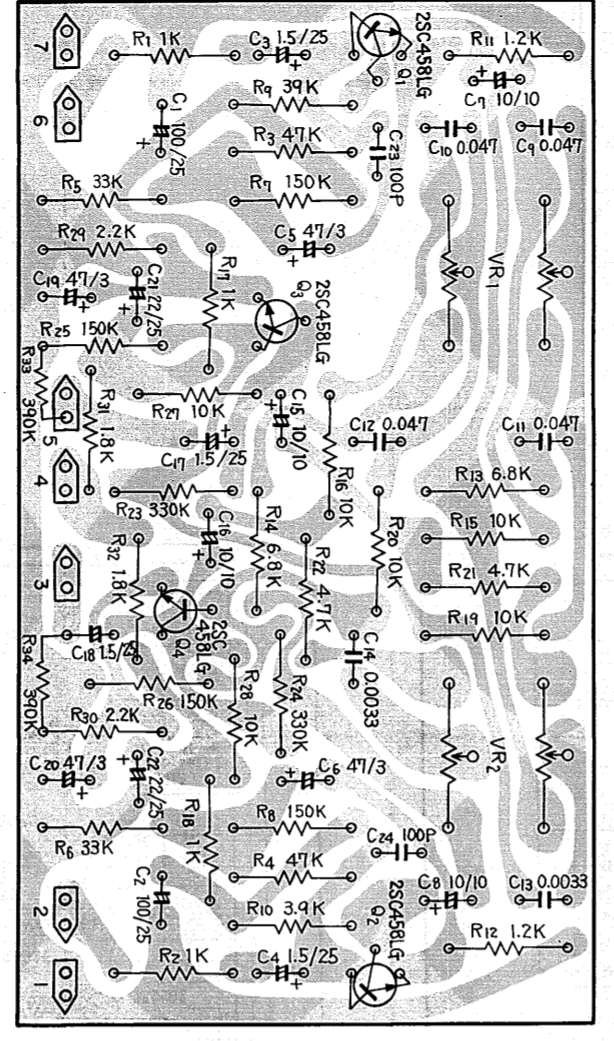 7
R1 1K
C3 1.5/25
+
Q1
2SC458LG
R11 1.2K
+
C7 10/10
6
C1 100/25
+
R9 39K
R3 47K
C23 100P
C10 0.047
C9 0.047
R5 33K
R7 150K
R29 2.2K
C5 47/3
+
R17 1K
VR1
C19 47/3
+
C21 22/25
+
Q3
2SC458LG
R25 150K
R33 390K
5
R31 1.8K
R27 10K
+
C15 10/10
C12 0.047
C11 0.047
C17 1.5/25
+
4
R16 10K
R13 6.8K
R23 330K
C16 10/10
+
R14 6.8K
R20 10K
R15 10K
R32 1.8K
R22 4.7K
3
R21 4.7K
2SC
458LG
Q4
R19 10K
R34 390K
C18 1.5/25
C14 0.0033
R26 150K
R28 10K
R24 330K
R30 2.2K
VR2
C20 47/3
+
+
C22 22/25
C6 47/3
+
R18 1K
R8 150K
R6 33K
C24 100P
R4 47K
C2 100/25
C8 10/10
+
C13 0.0033
2
R10 3.9K
Q2
2SC458LG
R12 1.2K
1
R2 1K
C4 1.5/25
+